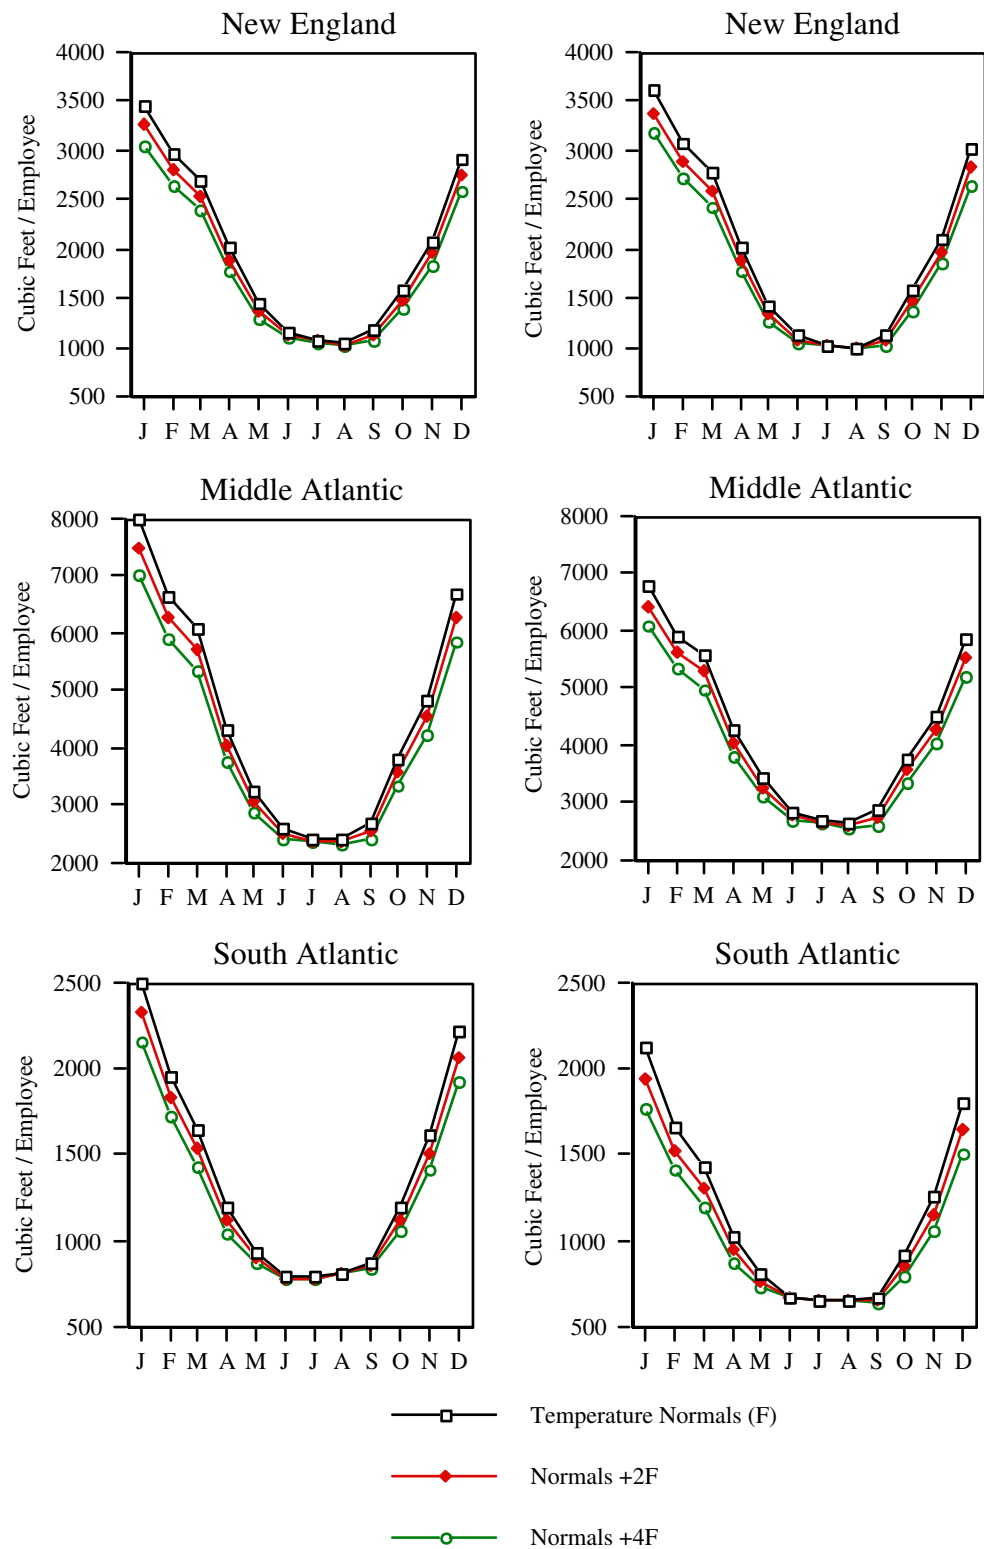 New England
4000
3500
3000
2500
2000
1500
1000
500
Cubic Feet / Employee
J F M A M J J A S O N D
New England
4000
3500
3000
2500
2000
1500
1000
500
Cubic Feet / Employee
J F M A M J J A S O N D
Middle Atlantic
8000
7000
6000
5000
4000
3000
2000
Cubic Feet / Employee
J F M A M J J A S O N D
Middle Atlantic
8000
7000
6000
5000
4000
3000
2000
Cubic Feet / Employee
J F M A M J J A S O N D
South Atlantic
2500
2000
1500
1000
500
Cubic Feet / Employee
J F M A M J J A S O N D
South Atlantic
2500
2000
1500
1000
500
Cubic Feet / Employee
J F M A M J J A S O N D
Temperature Normals (F)
Normals +2F
Normals +4F